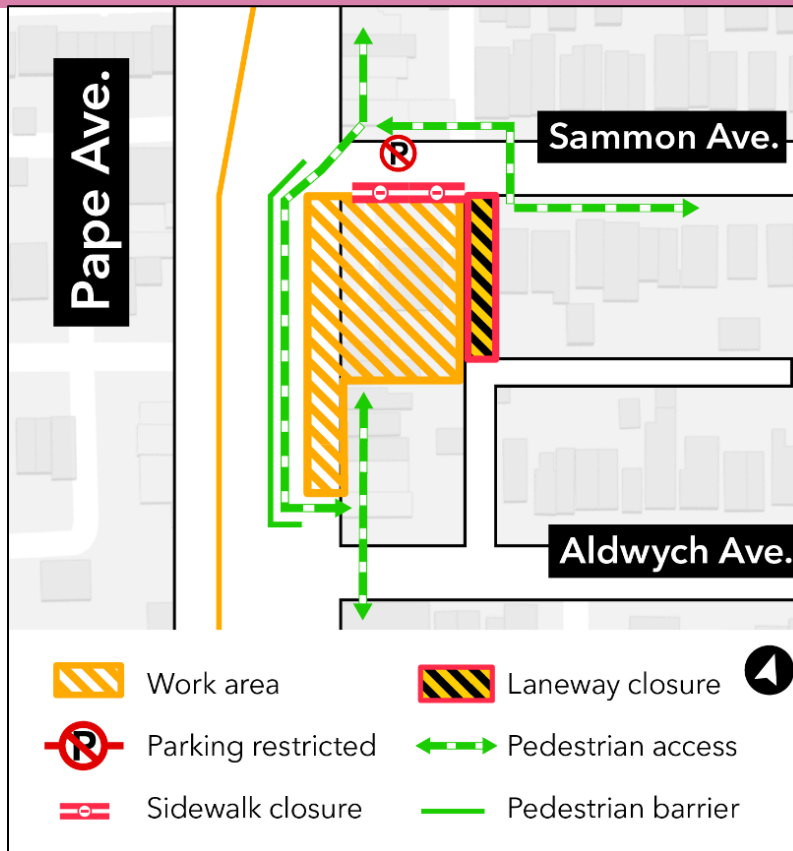 Pape Ave.
Sammon Ave.
P
Aldwych Ave.
Work area
Laneway closure
P
Parking restricted
Pedestrian access
Sidewalk closure
Pedestrian barrier